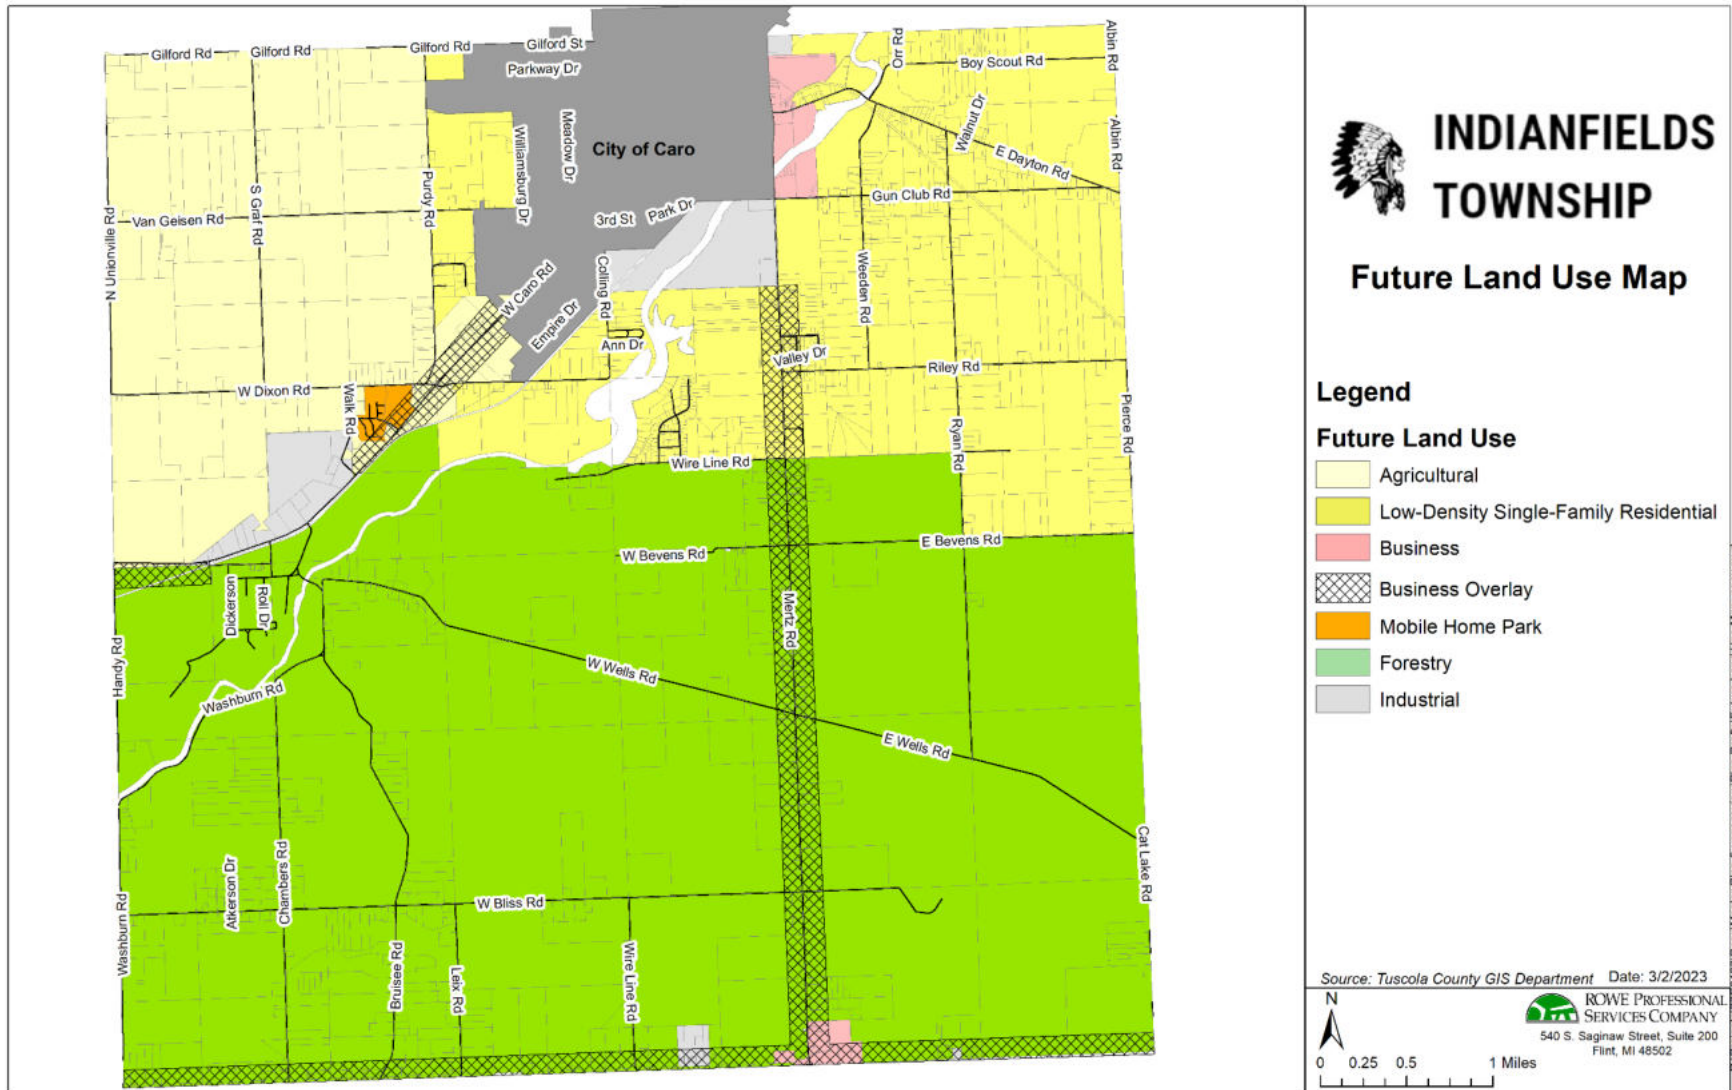 Gilford Rd
Gilford Rd
Gilford Rd
Gilford St
Parkway Dr
Orr Rd
Boy Scout Rd
Albin Rd
Meadow Dr
Williamsburg Dr
City of Caro
Walnut Dr
E Dayton Rd
Albin Rd
Purdy Rd
S Graf Rd
Van Geisen Rd
N Unionville Rd
3rd St
Park Dr
Gun Club Rd
Weeden Rd
W Caro Rd
Empire Dr
Colling Rd
Ann Dr
Valley Dr
Riley Rd
W Dixon Rd
Walk Rd
Pierce Rd
Ryan Rd
Wire Line Rd
W Bevens Rd
E Bevens Rd
Dickerson
Roll Dr
Mertz Rd
Handy Rd
Washburn Rd
W Wells Rd
E Wells Rd
Cat Lake Rd
Atkerson Dr
Chambers Rd
Washburn Rd
W Bliss Rd
Bruisee Rd
Leix Rd
Wire Line Rd
INDIANFIELDS
TOWNSHIP
Future Land Use Map
Legend
Future Land Use
Agricultural
Low-Density Single-Family Residential
Business
Business Overlay
Mobile Home Park
Forestry
Industrial
Source: Tuscola County GIS Department Date: 3/2/2023
N
0 0.25 0.5 1 Miles
ROWE PROFESSIONAL
SERVICES COMPANY
540 S. Saginaw Street, Suite 200
Flint, MI 48502